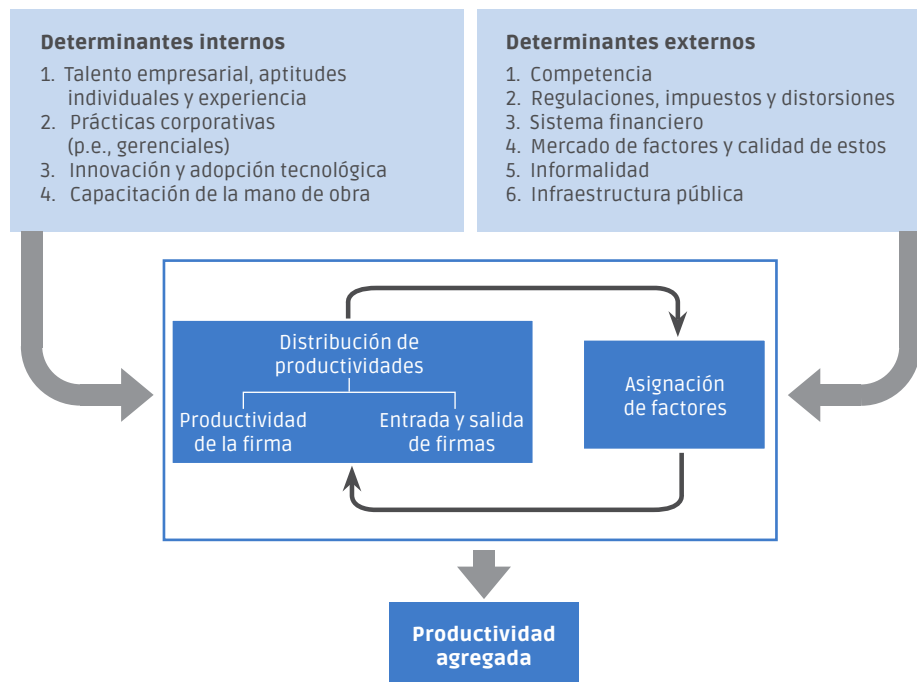 Determinantes internos
1. Talento empresarial, aptitudes
individuales y experiencia
2. Prácticas corporativas
(p.e., gerenciales)
3. Innovación y adopción tecnológica
4. Capacitación de la mano de obra
Determinantes externos
1. Competencia
2. Regulaciones, impuestos y distorsiones
3. Sistema financiero
4. Mercado de factores y calidad de estos
5. Informalidad
6. Infraestructura pública
Distribución de
productividades
Productividad
de la firma
Entrada y salida
de firmas
Asignación
de factores
Productividad
agregada